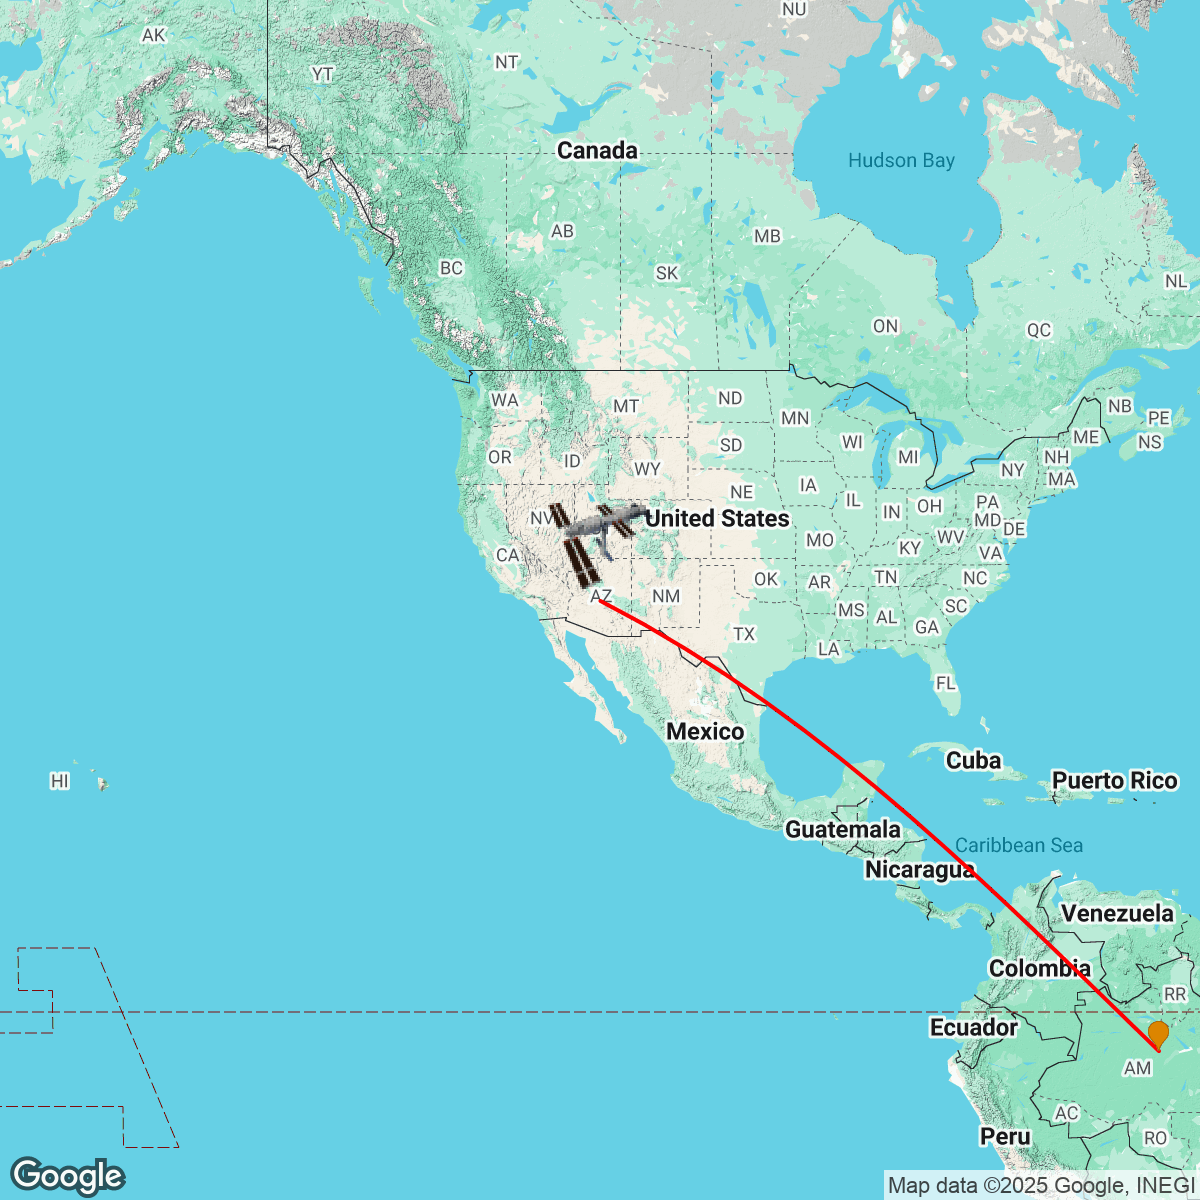 NU
AK
NT
YT
Canada
Hudson Bay
AB
MB
BC
SK
NL
ON
QC
WA
MT
ND
NB
PE
MN
ME
NS
OR
ID
WY
SD
WI
MI
NH
NY
MA
NE
IA
IL
IN
OH
PA
NV
United States
MD
DE
CA
MO
KY
WV
VA
OK
AR
TN
NC
AZ
NM
MS
AL
SC
GA
TX
LA
FL
Mexico
Cuba
HI
Puerto Rico
Guatemala
Caribbean Sea
Nicaragua
Venezuela
Colombia
RR
Ecuador
AM
AC
Peru
RO
Google
Map data ©2025 Google, INEGI